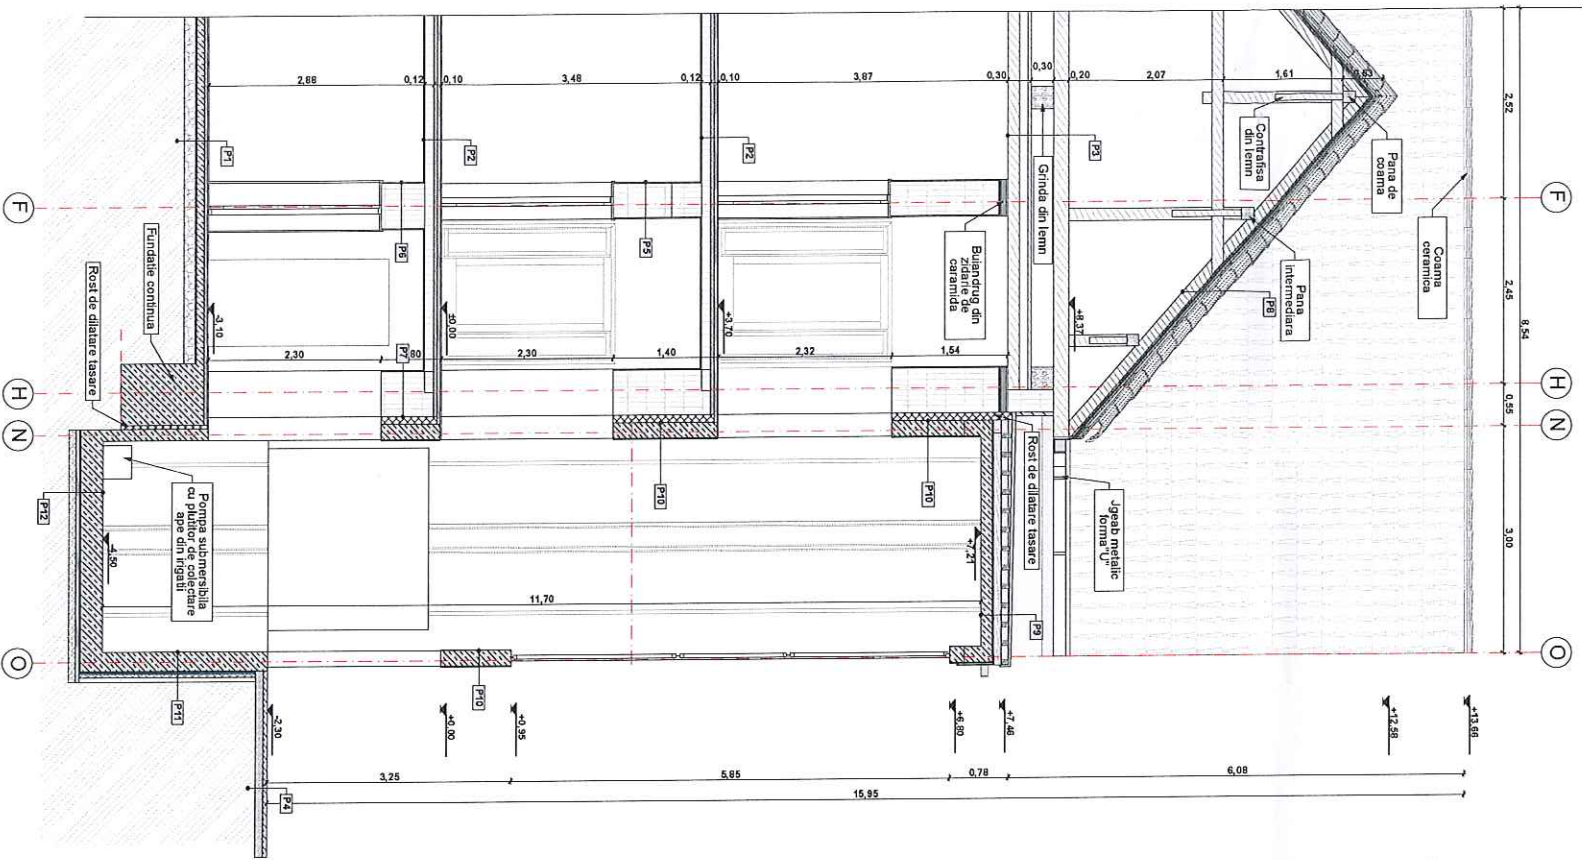 2,88
0,12
0,10
3,48
0,12
0,10
3,87
0,30
0,30
0,20
2,07
1,61
0,63
2,52
2,45
0,55
3,00
8,54
P1
P2
P2
P3
Contrafisa
din lemn
Pana de
coama
Coama
ceramica
Grinda din lemn
F
F
P6
P5
Buiandrug din
zidarie de
caramida
Pana
intermediara
P8
Fundatie continua
Rost de dilatare tasare
-3,10
±0,00
+3,70
+8,37
2,30
P7
2,30
1,40
2,32
1,54
H
H
N
N
P10
P10
Rost de dilatare tasare
Jgeab metalic
forma"U"
P12
Pompa submersibila
cu plutitor de colectare
ape din irigatii
-4,50
+7,21
11,70
P9
O
O
P11
P10
-2,30
+0,00
+0,95
+6,80
+7,46
+12,58
+13,66
3,25
5,85
0,78
6,08
P4
15,95